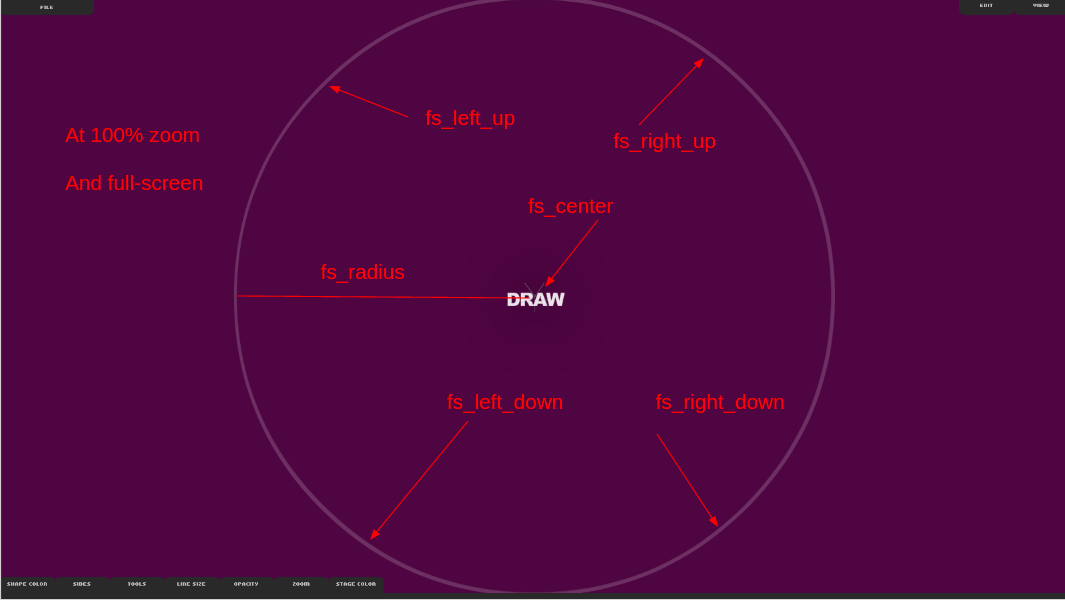 FILE
EDIT
VIEW
fs_left_up
fs_right_up
At 100% zoom
And full-screen
fs_center
fs_radius
DRAW
fs_left_down
fs_right_down
SHAPE COLOR
SIDES
TOOLS
LINE SIZE
OPACITY
ZOOM
STAGE COLOR